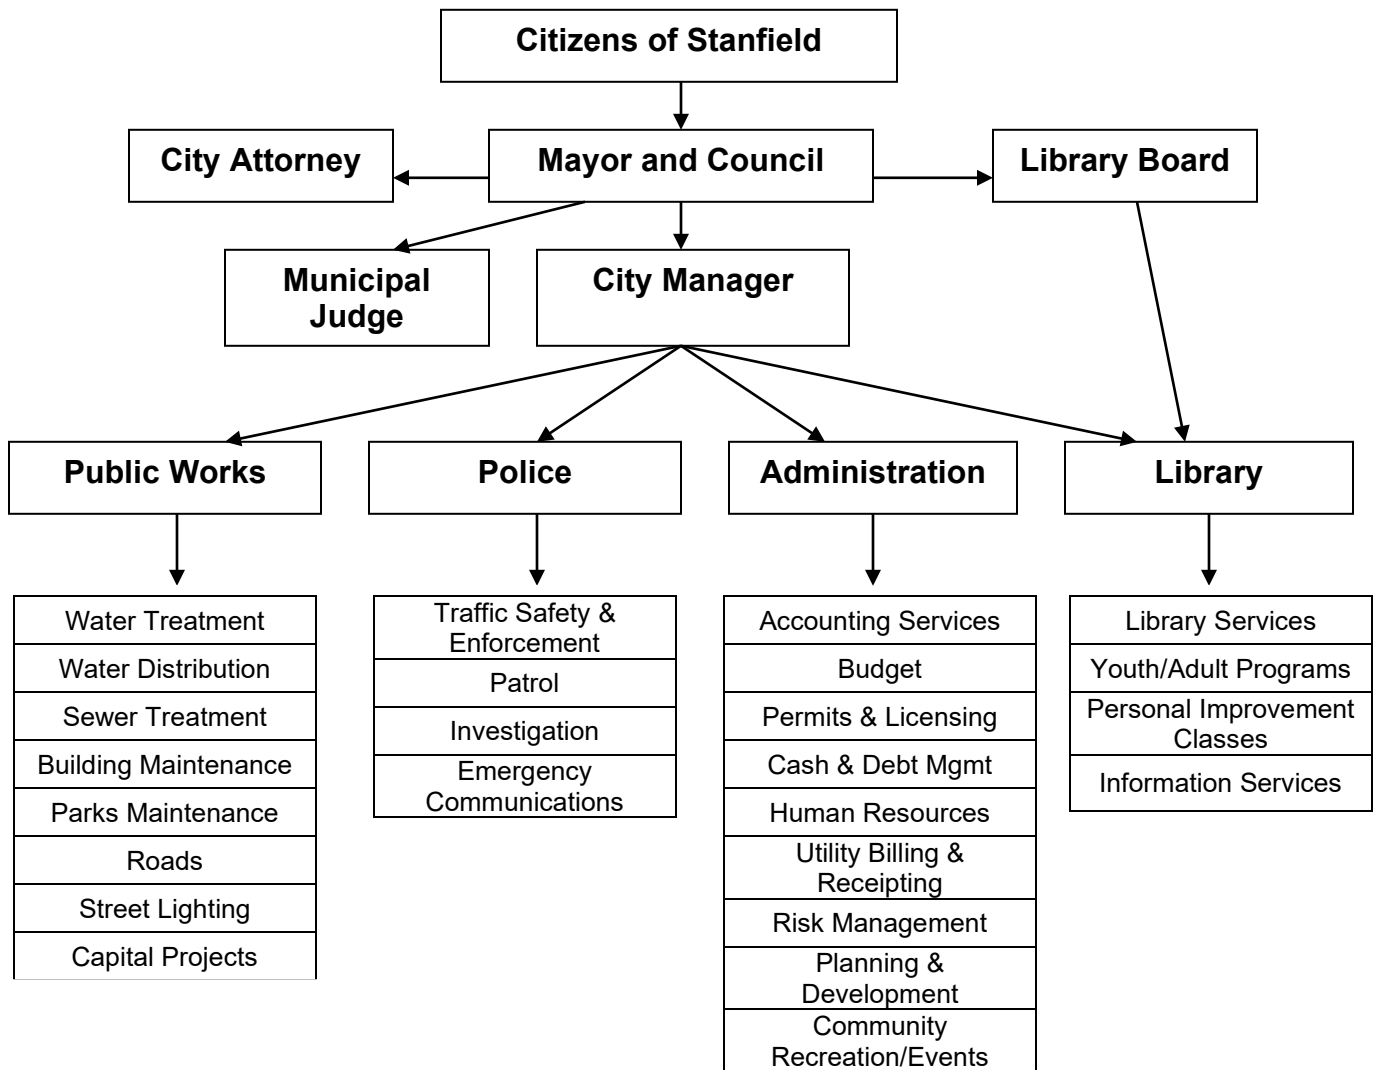 Citizens of Stanfield
City Attorney
Mayor and Council
Library Board
Municipal
Judge
City Manager
Public Works
Police
Administration
Library
Water Treatment
Water Distribution
Sewer Treatment
Building Maintenance
Parks Maintenance
Roads
Street Lighting
Capital Projects
Traffic Safety &
Enforcement
Patrol
Investigation
Emergency
Communications
Accounting Services
Budget
Permits & Licensing
Cash & Debt Mgmt
Human Resources
Utility Billing &
Receipting
Risk Management
Planning &
Development
Community
Recreation/Events
Library Services
Youth/Adult Programs
Personal Improvement
Classes
Information Services